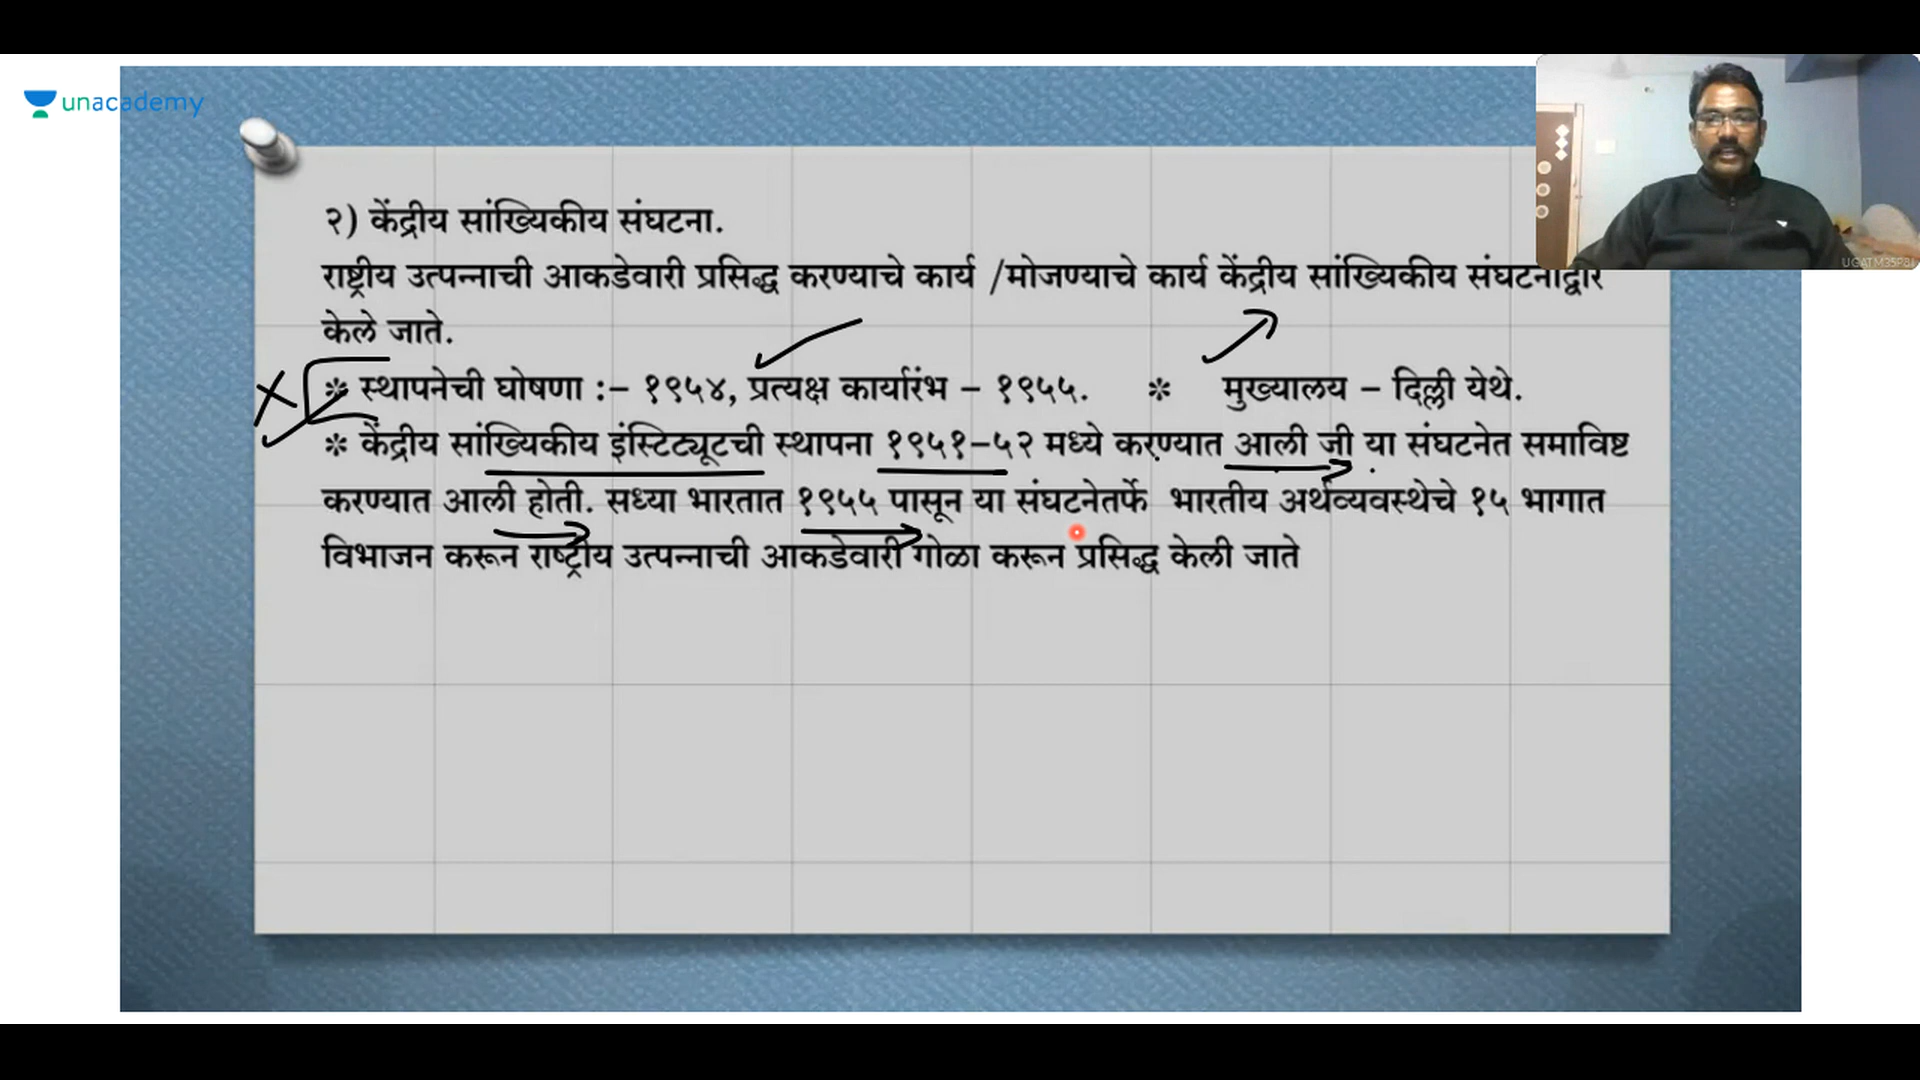 unacademy
२) केंद्रीय सांख्यिकीय संघटना.
राष्ट्रीय उत्पन्नाची आकडेवारी प्रसिद्ध करण्याचे कार्य /मोजण्याचे कार्य केंद्रीय सांख्यिकीय संघटनाद्वारे
केले जाते.
* स्थापनेची घोषणा :– १९५४, प्रत्यक्ष कार्यारंभ – १९५५. * मुख्यालय – दिल्ली येथे.
* केंद्रीय सांख्यिकीय इंस्टिट्यूटची स्थापना १९५१–५२ मध्ये करण्यात आली जी या संघटनेत समाविष्ट
करण्यात आली होती. सध्या भारतात १९५५ पासून या संघटनेतर्फे भारतीय अर्थव्यवस्थेचे १५ भागात
विभाजन करून राष्ट्रीय उत्पन्नाची आकडेवारी गोळा करून प्रसिद्ध केली जाते